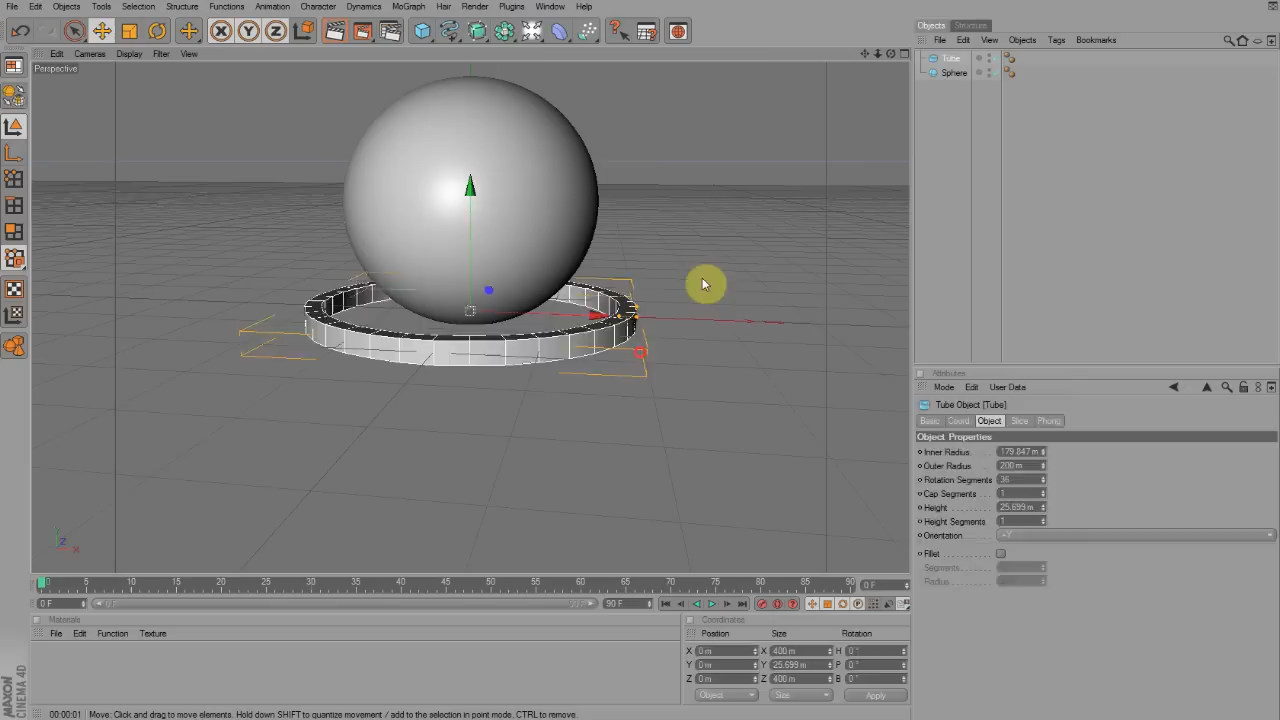 File Edit Objects Tools Selection Structure Functions Animation Character Dynamics MoGraph Hair Render Plugins Window Help
Objects Structure
File Edit View Objects Tags Bookmarks
Edit Cameras Display Filter View
Perspective
Tube
Sphere
Attributes
Mode Edit User Data
Tube Object [Tube]
Basic Coord Object Slice Phong
Object Properties
Inner Radius 179.847 m
Outer Radius 200 m
Rotation Segments 36
Cap Segments 1
Height 25.699 m
Height Segments 1
Orientation +Y
Fillet
Segments
Radius
Y
Z
X
0 5 10 15 20 25 30 35 40 45 50 55 60 65 70 75 80 85 90 0 F
0 F 0 F 90 F
Materials
File Edit Function Texture
Coordinates
Position Size Rotation
X 0 m X 400 m H 0 °
Y 0 m Y 25.699 m P 0 °
Z 0 m Z 400 m B 0 °
Object Size Apply
MAXON
CINEMA 4D
00:00:01 Move: Click and drag to move elements. Hold down SHIFT to quantize movement / add to the selection in point mode, CTRL to remove.